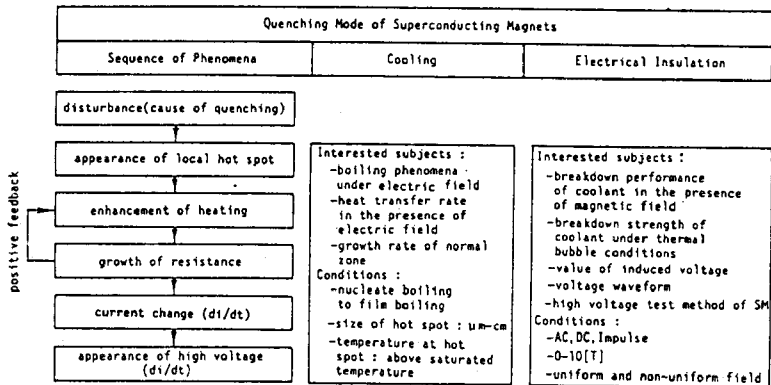 Quenching Mode of Superconducting Magnets
Sequence of Phenomena
Cooling
Electrical Insulation
disturbance(cause of quenching)
appearance of local hot spot
enhancement of heating
growth of resistance
current change (di/dt)
appearance of high voltage
(di/dt)
positive feedback
Interested subjects :
-boiling phenomena
under electric field
-heat transfer rate
in the presence of
electric field
-growth rate of normal
zone
Conditions :
-nucleate boiling
to film boiling
-size of hot spot : μm-cm
-temperature at hot
spot : above saturated
temperature
Interested subjects :
-breakdown performance
of coolant in the presence
of magnetic field
-breakdown strength of
coolant under thermal
bubble conditions
-value of induced voltage
-voltage waveform
-high voltage test method of SM
Conditions :
-AC,DC,Impulse
-0-10[T]
-uniform and non-uniform field